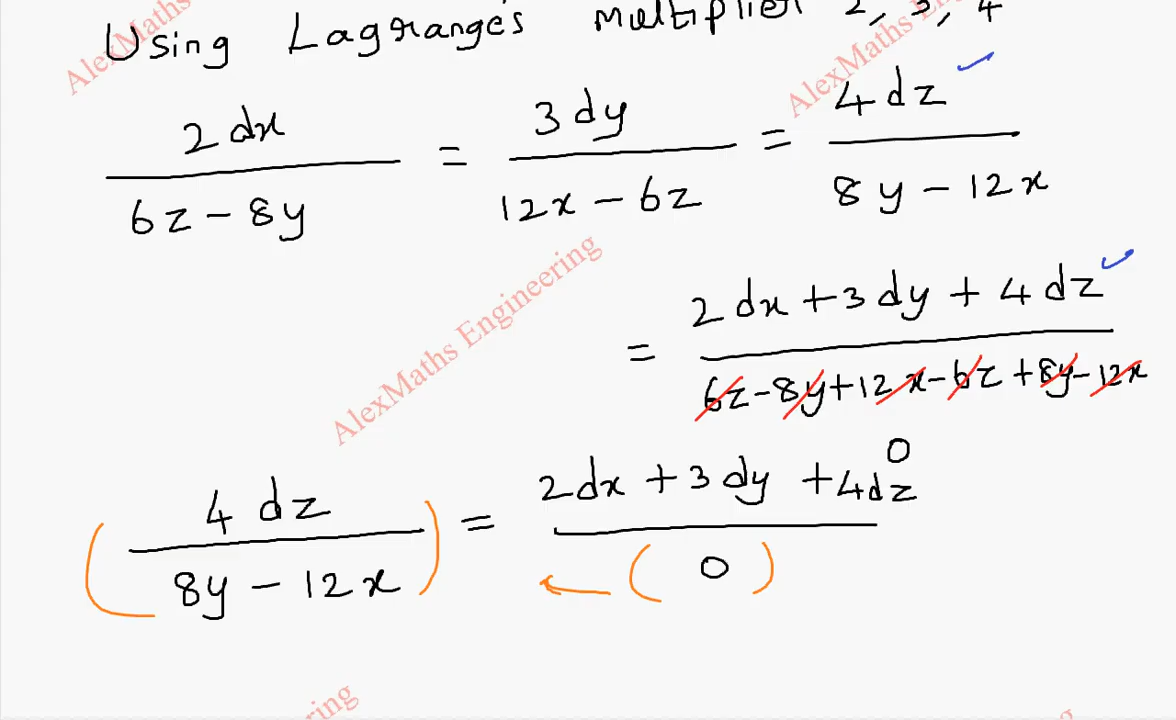 Using Lagrange's Multiplier 2, 3, 4
2dx / (6z - 8y) = 3dy / (12x - 6z) = 4dz / (8y - 12x)
= (2dx + 3dy + 4dz) / (6z - 8y + 12x - 6z + 8y - 12x)
(4dz / (8y - 12x)) = (2dx + 3dy + 4dz) / (0)
0
AlexMaths Engineering
AlexMaths Engineering
AlexMaths